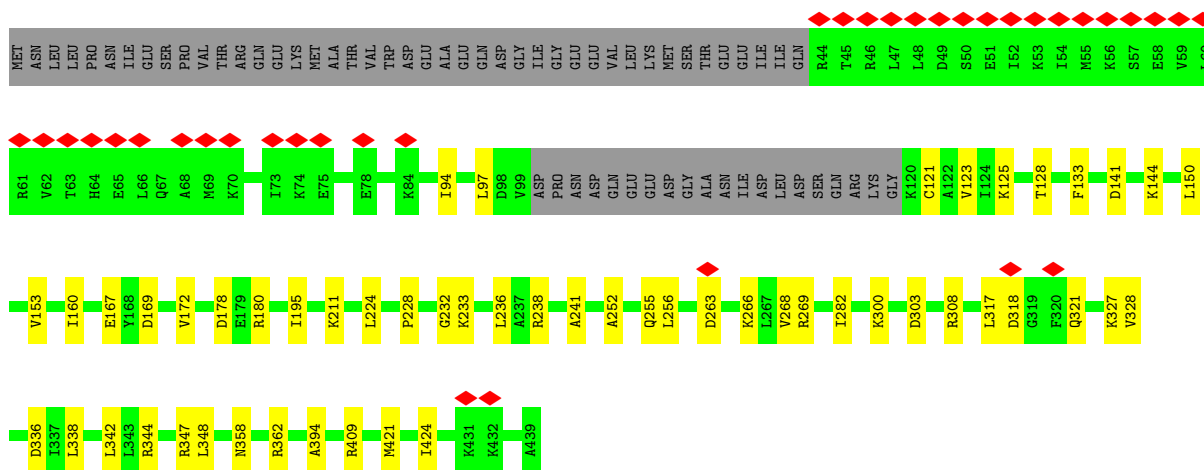 MET ASN LEU LEU PRO ASN ILE GLU SER PRO VAL THR ARG GLN GLU LYS MET ALA THR VAL TRP ASP GLU ALA GLU GLN ASP GLY ILE GLY GLU GLU VAL LEU LYS MET SER THR GLU GLU ILE ILE GLN R44 T45 R46 L47 L48 D49 S50 E51 I52 K53 I54 M55 K56 S57 E58 V59
R61 V62 T63 H64 E65 L66 Q67 A68 M69 K70 I73 K74 E75 E78 K84 I94 L97 D98 V99 ASP PRO ASN ASP GLN GLU GLU ASP GLY ALA ASN ILE ASP LEU ASP SER GLN ARG LYS GLY K120 C121 A122 V123 I124 K125 T128 F133 D141 K144 L150
V153 I160 E167 Y168 D169 V172 D178 E179 R180 I195 K211 L224 P228 G232 K233 L236 A237 R238 A241 A252 Q255 L256 D263 K266 L267 V268 R269 I282 K300 D303 R308 L317 D318 G319 F320 Q321 K327 V328
D336 I337 L338 L342 L343 R344 R347 L348 N358 R362 A394 R409 M421 I424 K431 K432 A439